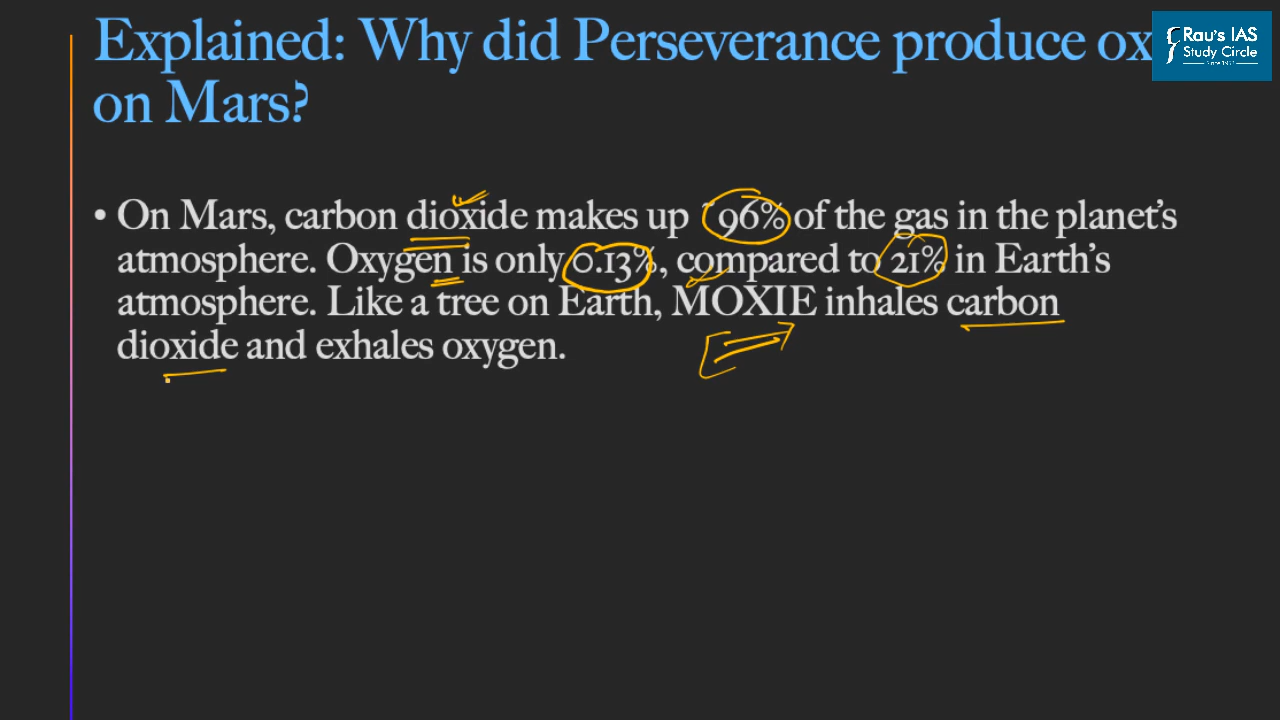 Explained: Why did Perseverance produce ox
on Mars?
Rau's IAS
Study Circle
Since 1953
• On Mars, carbon dioxide makes up ~96% of the gas in the planet's
atmosphere. Oxygen is only 0.13%, compared to 21% in Earth's
atmosphere. Like a tree on Earth, MOXIE inhales carbon
dioxide and exhales oxygen.